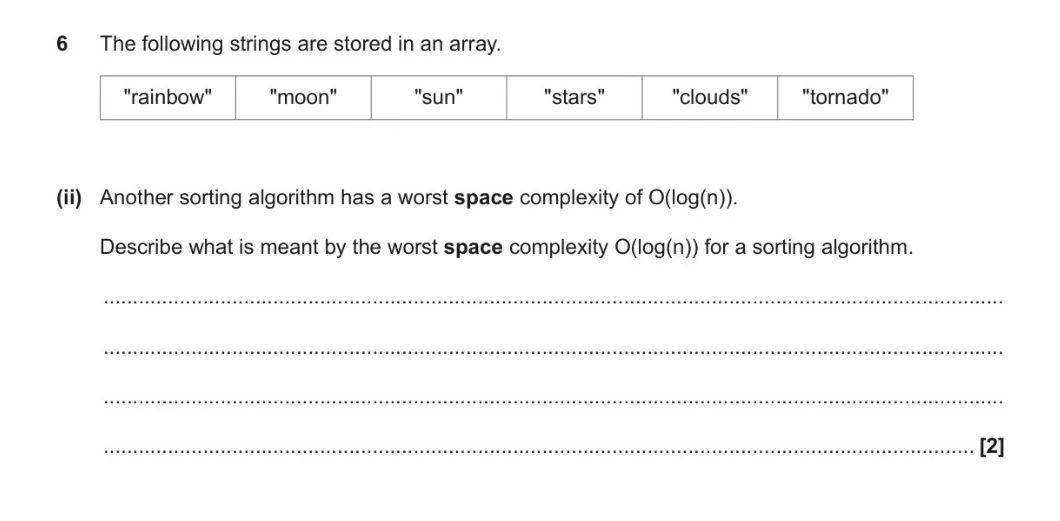 6 The following strings are stored in an array.
"rainbow" "moon" "sun" "stars" "clouds" "tornado"
(ii) Another sorting algorithm has a worst space complexity of O(log(n)).
Describe what is meant by the worst space complexity O(log(n)) for a sorting algorithm.
[2]